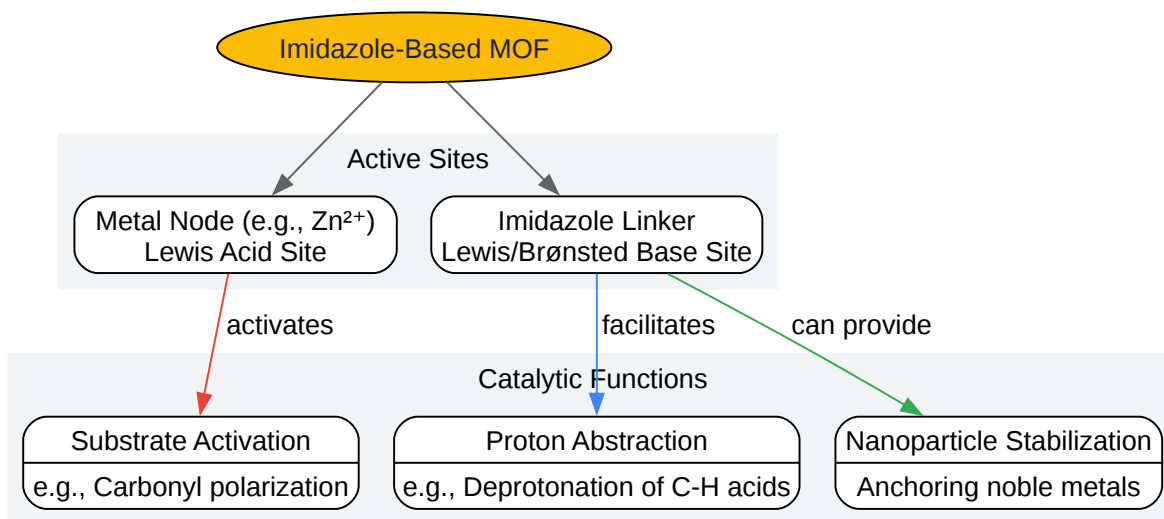 Imidazole-Based MOF
Active Sites
Metal Node (e.g., Zn²⁺)
Lewis Acid Site
Imidazole Linker
Lewis/Brønsted Base Site
activates
facilitates
can provide
Catalytic Functions
Substrate Activation
e.g., Carbonyl polarization
Proton Abstraction
e.g., Deprotonation of C-H acids
Nanoparticle Stabilization
Anchoring noble metals